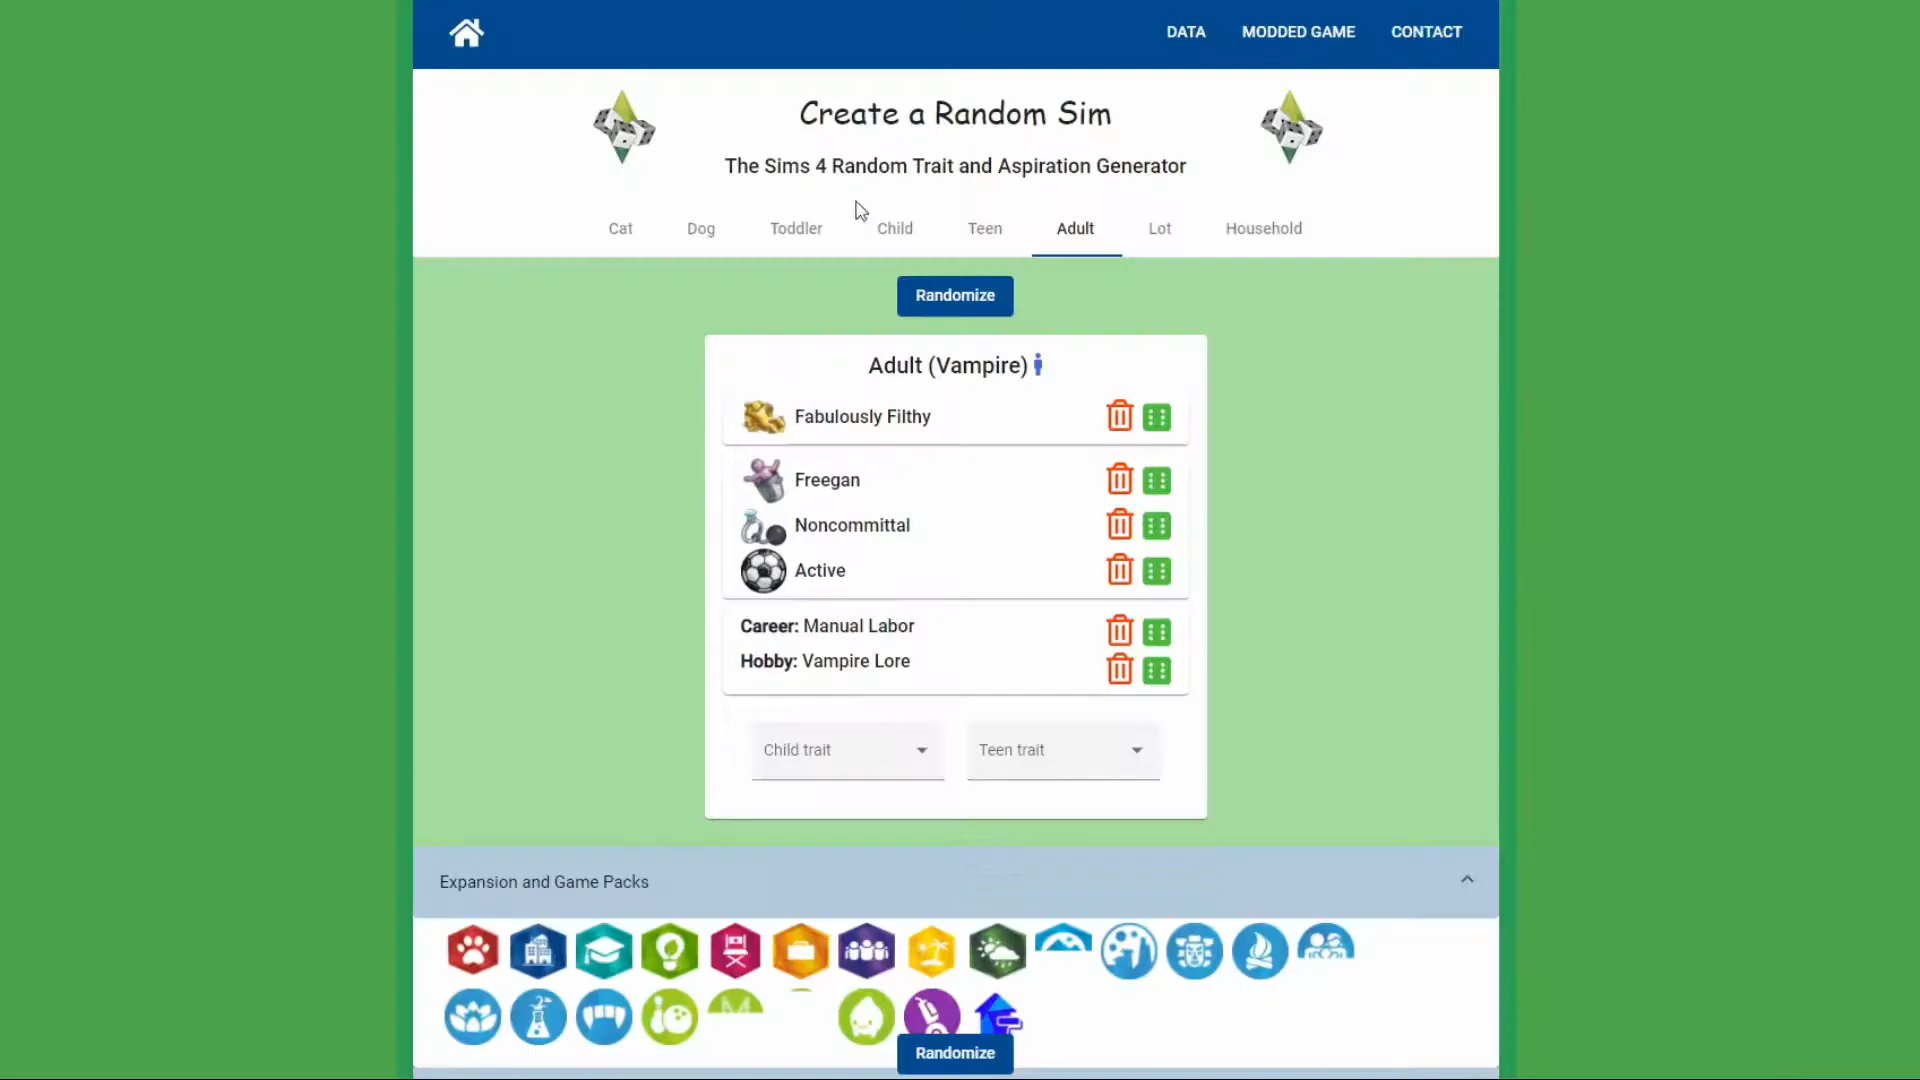 DATA MODDED GAME CONTACT
Create a Random Sim
The Sims 4 Random Trait and Aspiration Generator
Cat Dog Toddler Child Teen Adult Lot Household
Randomize
Adult (Vampire)
Fabulously Filthy
Freegan
Noncommittal
Active
Career: Manual Labor
Hobby: Vampire Lore
Child trait Teen trait
Expansion and Game Packs
Randomize